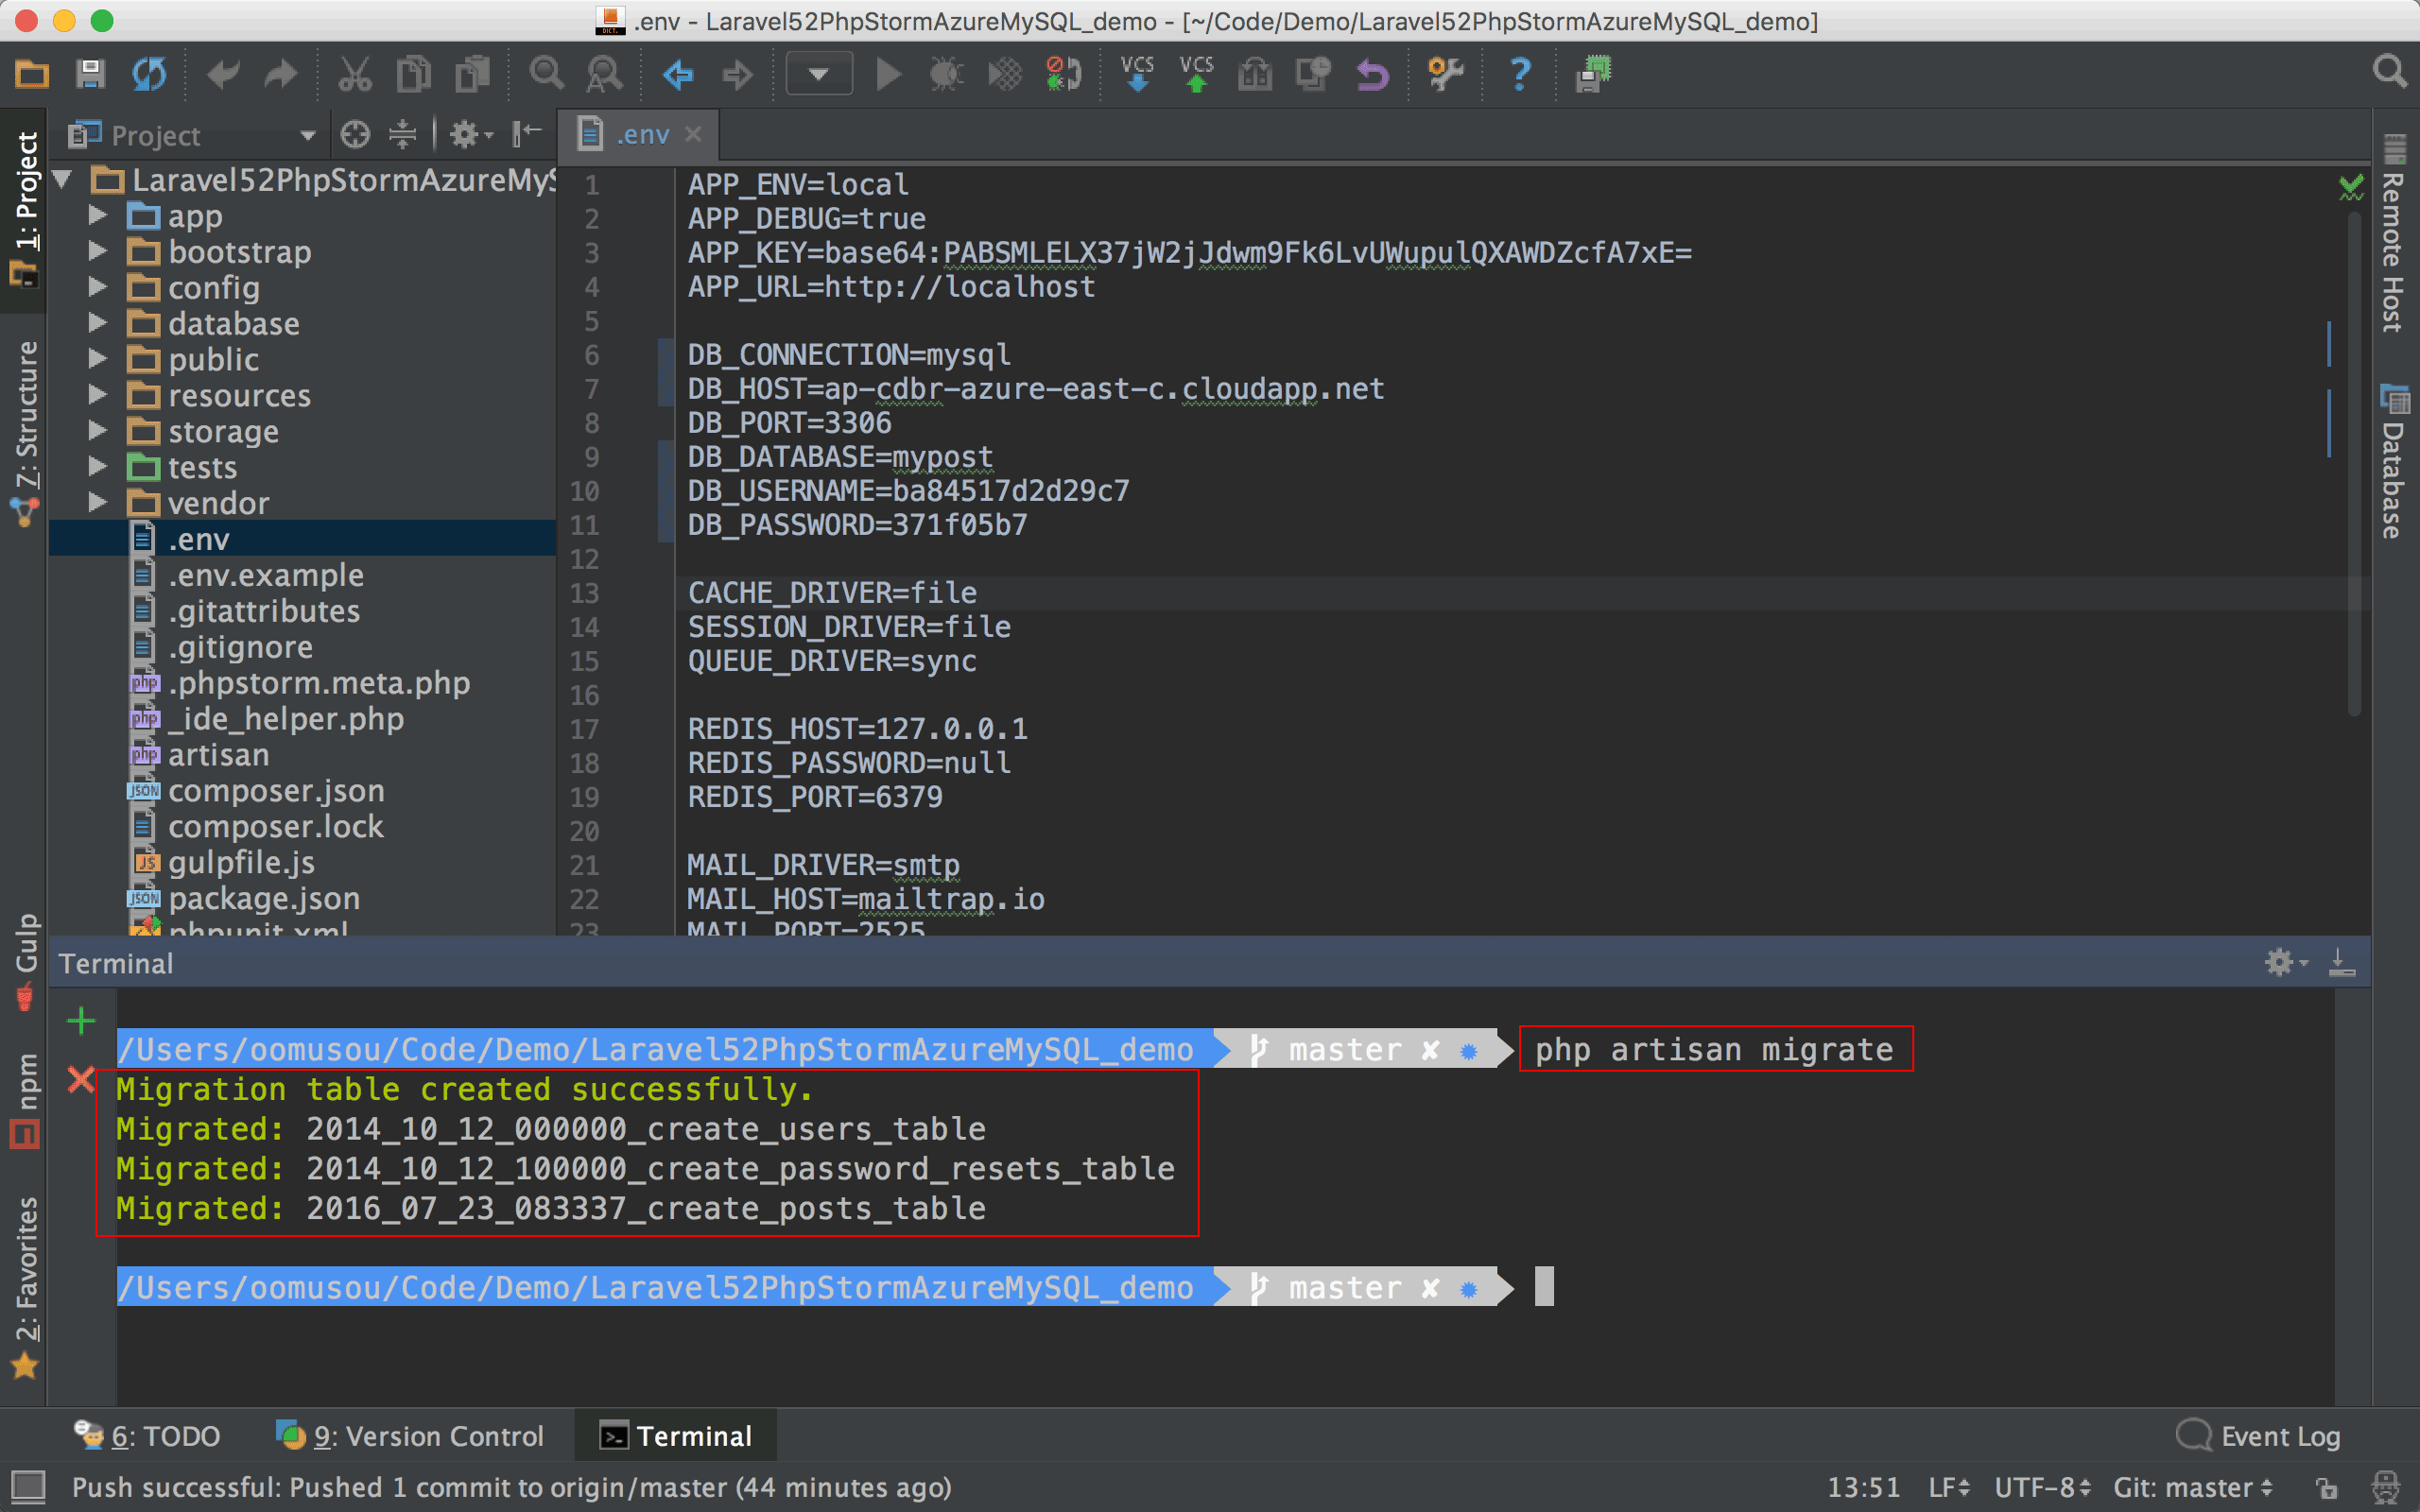 .env - Laravel52PhpStormAzureMySQL_demo - [~/Code/Demo/Laravel52PhpStormAzureMySQL_demo]
VCS VCS
1: Project
7: Structure
Gulp
npm
2: Favorites
Project
Laravel52PhpStormAzureMyS
app
bootstrap
config
database
public
resources
storage
tests
vendor
.env
.env.example
.gitattributes
.gitignore
.phpstorm.meta.php
_ide_helper.php
artisan
composer.json
composer.lock
gulpfile.js
package.json
phpunit.xml
.env
1 APP_ENV=local
2 APP_DEBUG=true
3 APP_KEY=base64:PABSMLELX37jW2jJdwm9Fk6LvUWupulQXAWDZcfA7xE=
4 APP_URL=http://localhost
5
6 DB_CONNECTION=mysql
7 DB_HOST=ap-cdbr-azure-east-c.cloudapp.net
8 DB_PORT=3306
9 DB_DATABASE=mypost
10 DB_USERNAME=ba84517d2d29c7
11 DB_PASSWORD=371f05b7
12
13 CACHE_DRIVER=file
14 SESSION_DRIVER=file
15 QUEUE_DRIVER=sync
16
17 REDIS_HOST=127.0.0.1
18 REDIS_PASSWORD=null
19 REDIS_PORT=6379
20
21 MAIL_DRIVER=smtp
22 MAIL_HOST=mailtrap.io
23 MAIL_PORT=2525
Remote Host
Database
Terminal
/Users/oomusou/Code/Demo/Laravel52PhpStormAzureMySQL_demo master ✘ php artisan migrate
Migration table created successfully.
Migrated: 2014_10_12_000000_create_users_table
Migrated: 2014_10_12_100000_create_password_resets_table
Migrated: 2016_07_23_083337_create_posts_table
/Users/oomusou/Code/Demo/Laravel52PhpStormAzureMySQL_demo master ✘
6: TODO 9: Version Control Terminal Event Log
Push successful: Pushed 1 commit to origin/master (44 minutes ago) 13:51 LF UTF-8 Git: master